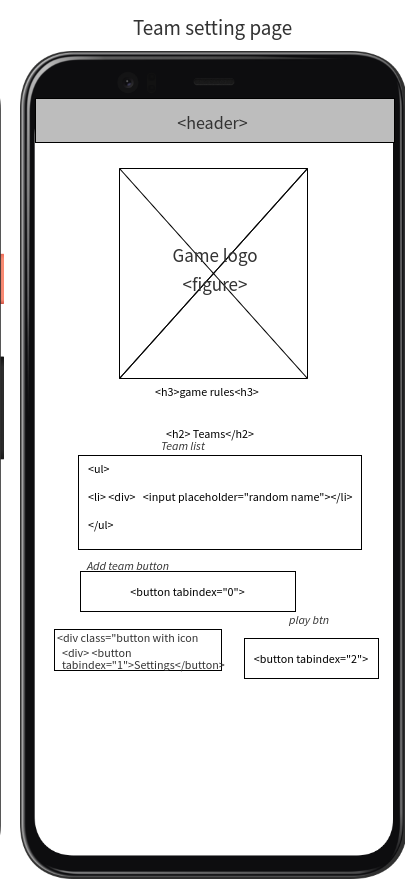 Team setting page
<header>
Game logo
<figure>
<h3>game rules<h3>
<h2> Teams</h2>
Team list
<ul>
<li> <div> <input placeholder="random name"></li>
</ul>
Add team button
<button tabindex="0">
play btn
<div class="button with icon
<div> <button
tabindex="1">Settings</button>
<button tabindex="2">